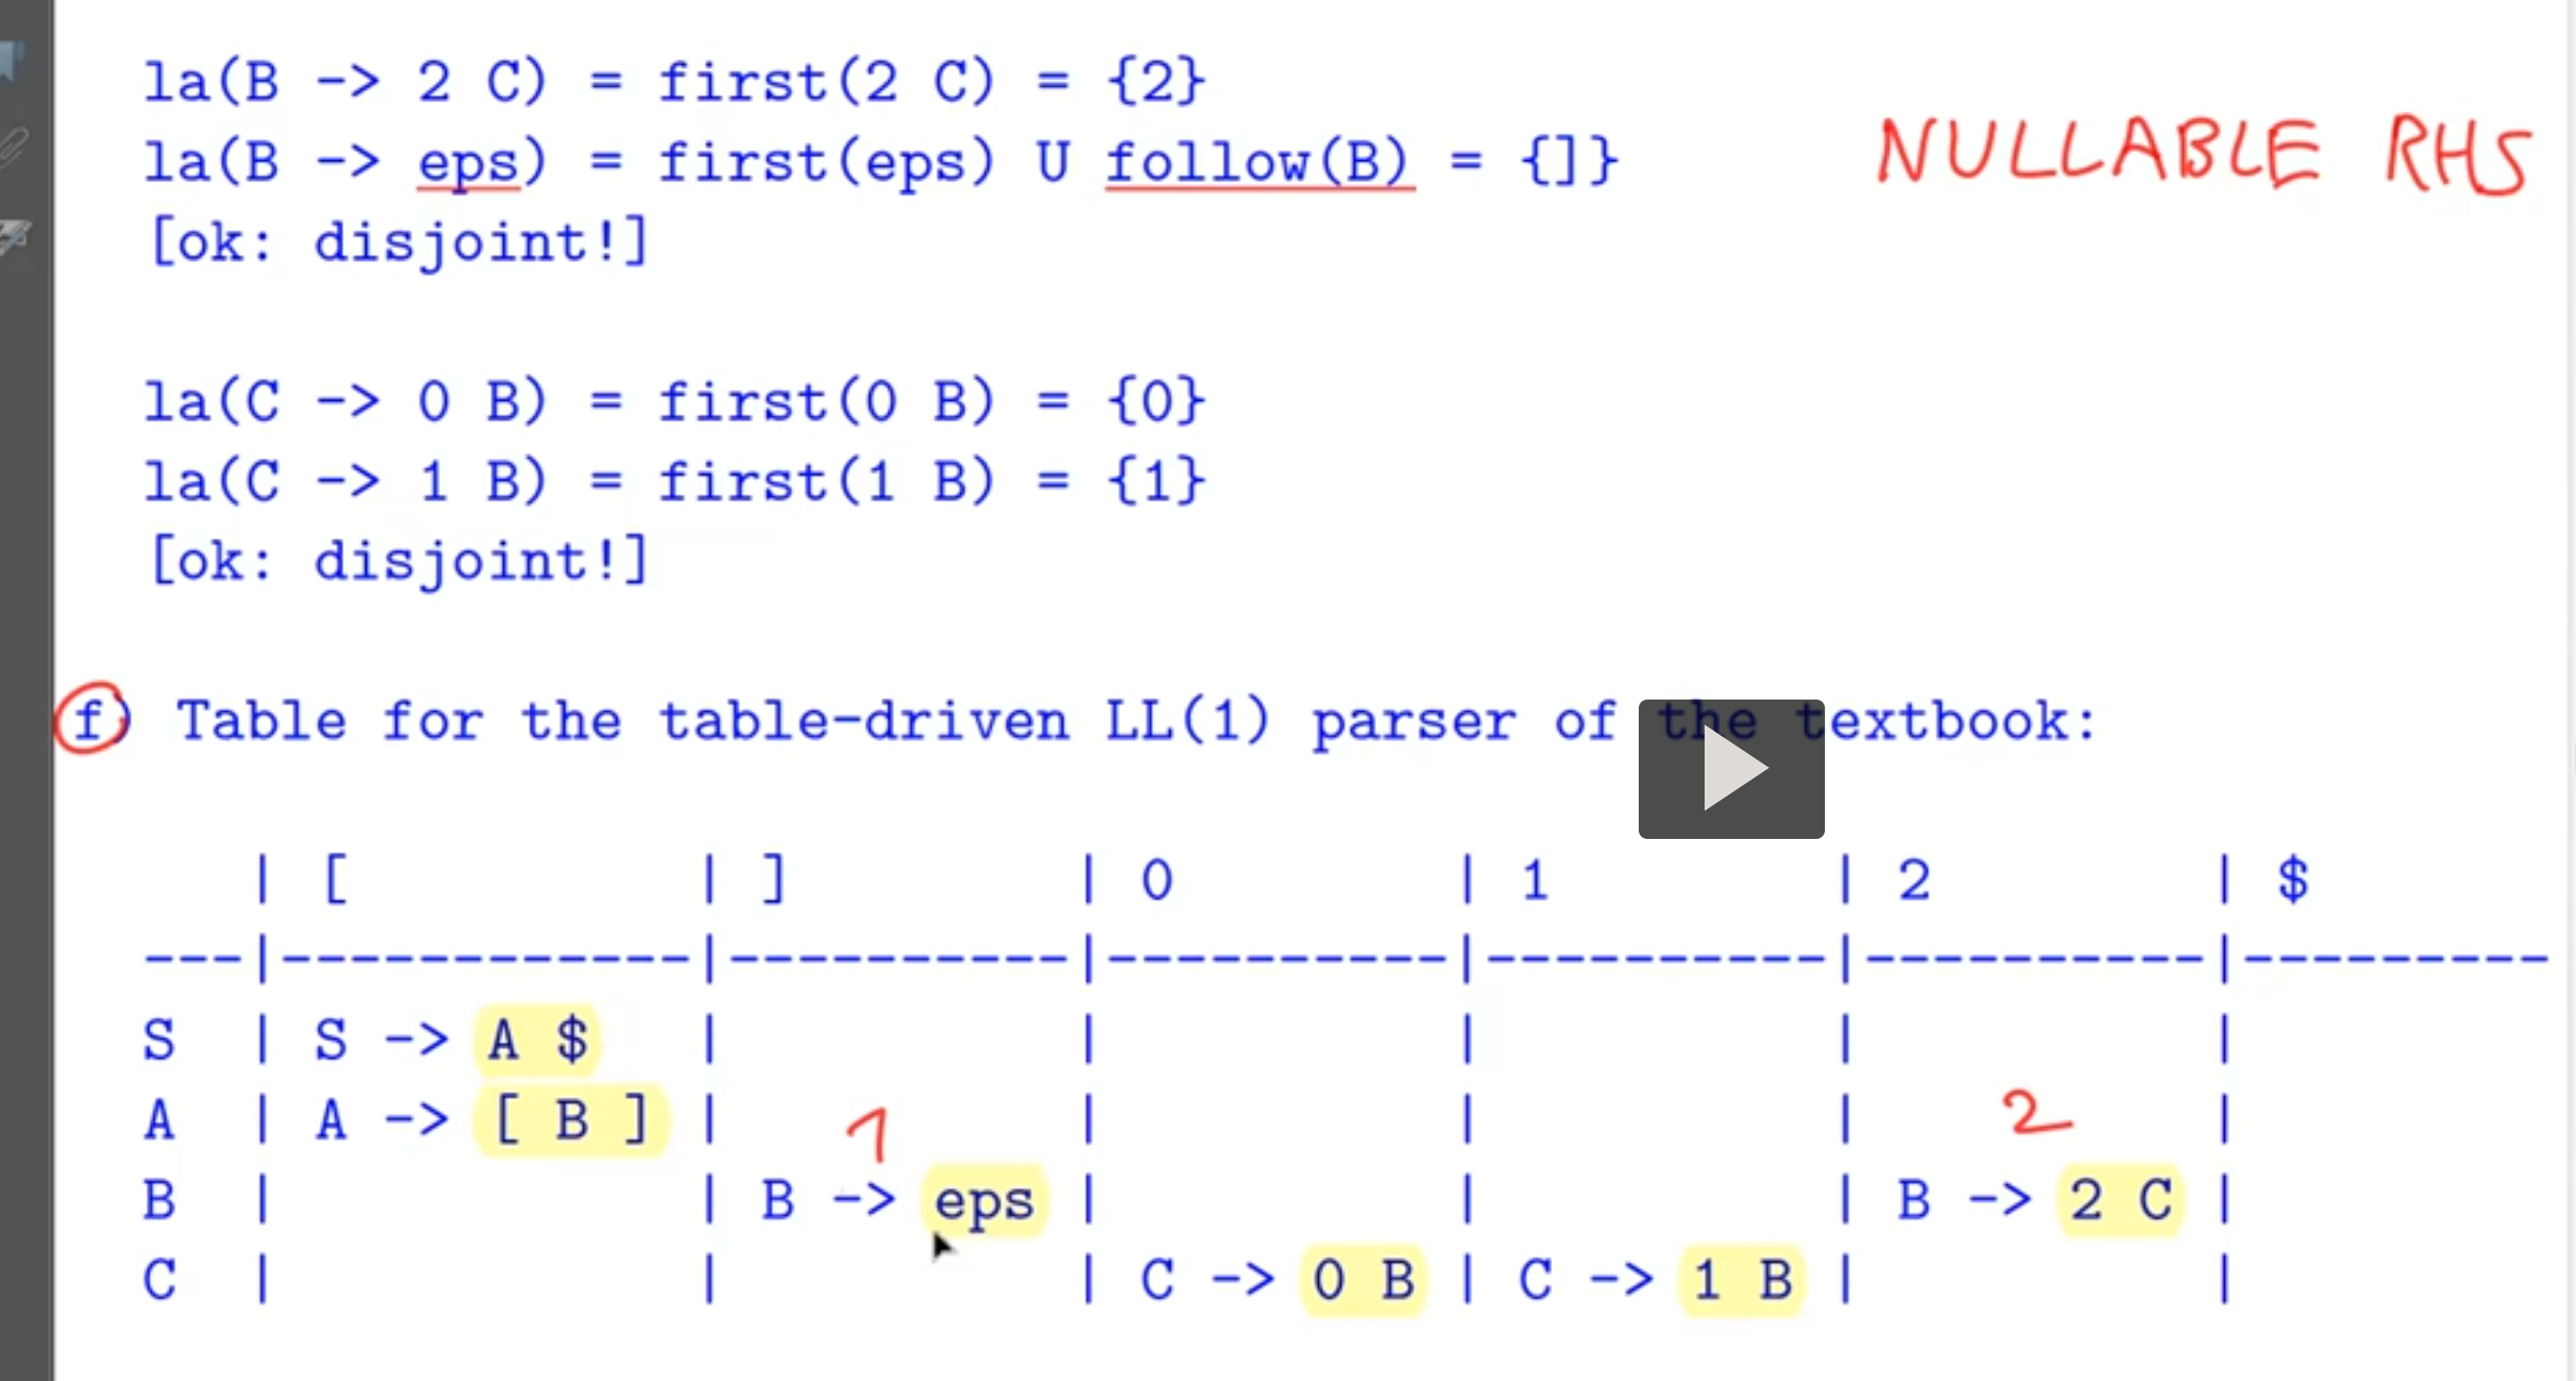 la(B -> 2 C) = first(2 C) = {2}
la(B -> eps) = first(eps) U follow(B) = {]} NULLABLE RHS
[ok: disjoint!]
la(C -> 0 B) = first(0 B) = {0}
la(C -> 1 B) = first(1 B) = {1}
[ok: disjoint!]
f) Table for the table-driven LL(1) parser of the textbook:
| [ | ] | 0 | 1 | 2 | $
---|------------|----------|----------|----------|----------|---------
S | S -> A $ | | | | |
A | A -> [ B ] | 1 | | | 2 |
B | | B -> eps | | | B -> 2 C |
C | | | C -> 0 B | C -> 1 B | |